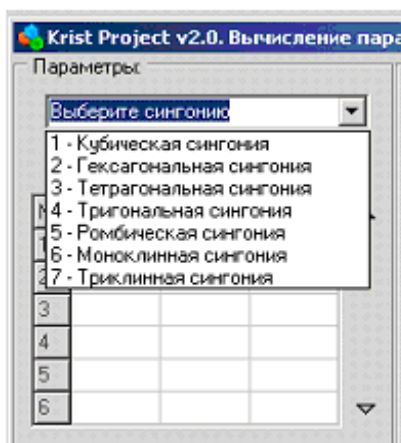 Krist Project v2.0. Вычисление пара
Параметры:
Выберите сингонию
1 - Кубическая сингония
2 - Гексагональная сингония
3 - Тетрагональная сингония
4 - Тригональная сингония
5 - Ромбическая сингония
6 - Моноклинная сингония
7 - Триклинная сингония
3
4
5
6